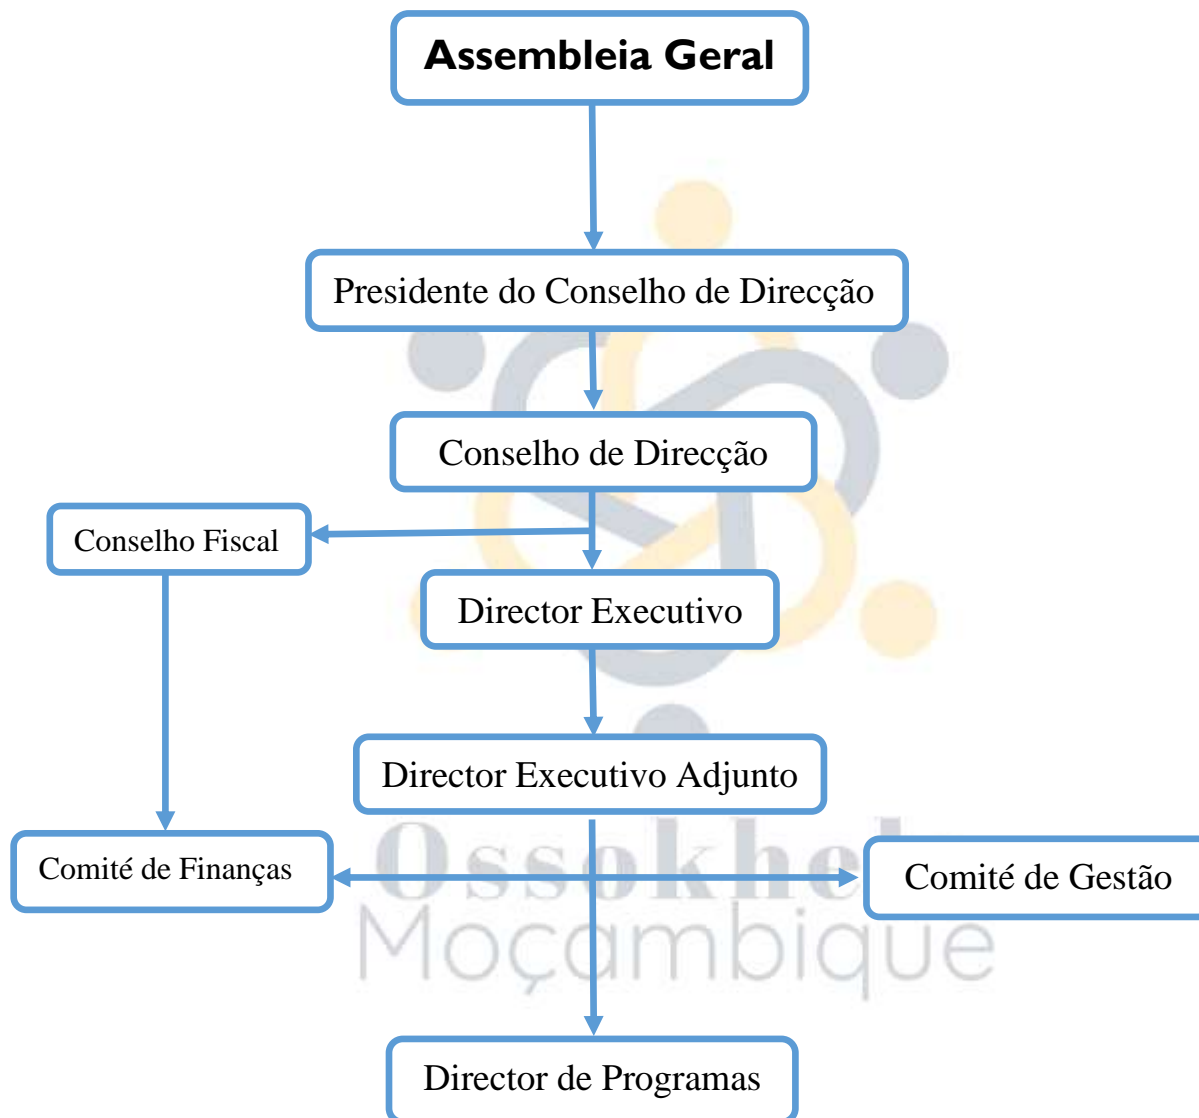 Assembleia Geral
Presidente do Conselho de Direcção
Conselho de Direcção
Conselho Fiscal
Director Executivo
Director Executivo Adjunto
Comité de Finanças
Comité de Gestão
Moçambique
Director de Programas